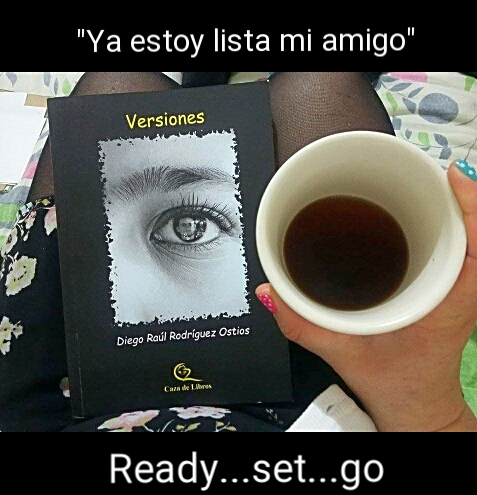 "Ya estoy lista mi amigo"
Versiones
Diego Raúl Rodríguez Ostios
Caza de Libros
Ready...set...go